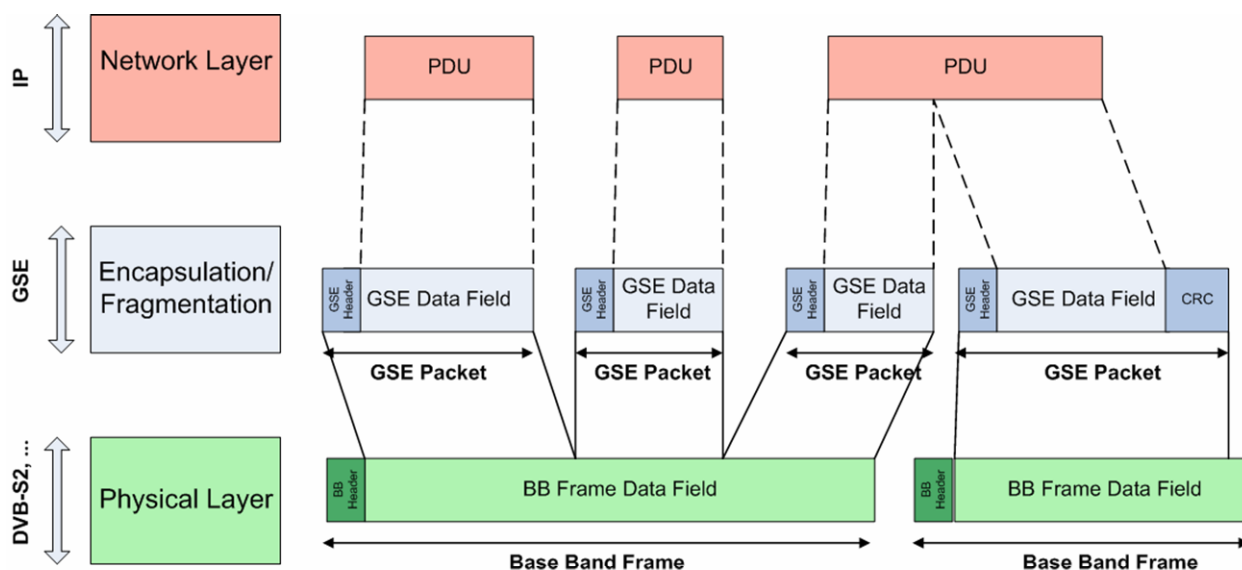 IP
Network Layer
PDU
PDU
PDU
GSE
Encapsulation/
Fragmentation
GSE
Header
GSE Data Field
GSE
Header
GSE Data
Field
GSE
Header
GSE Data
Field
GSE
Header
GSE Data Field
CRC
GSE Packet
GSE Packet
GSE Packet
GSE Packet
DVB-S2, ...
Physical Layer
BB
Header
BB Frame Data Field
BB
Header
BB Frame Data Field
Base Band Frame
Base Band Frame